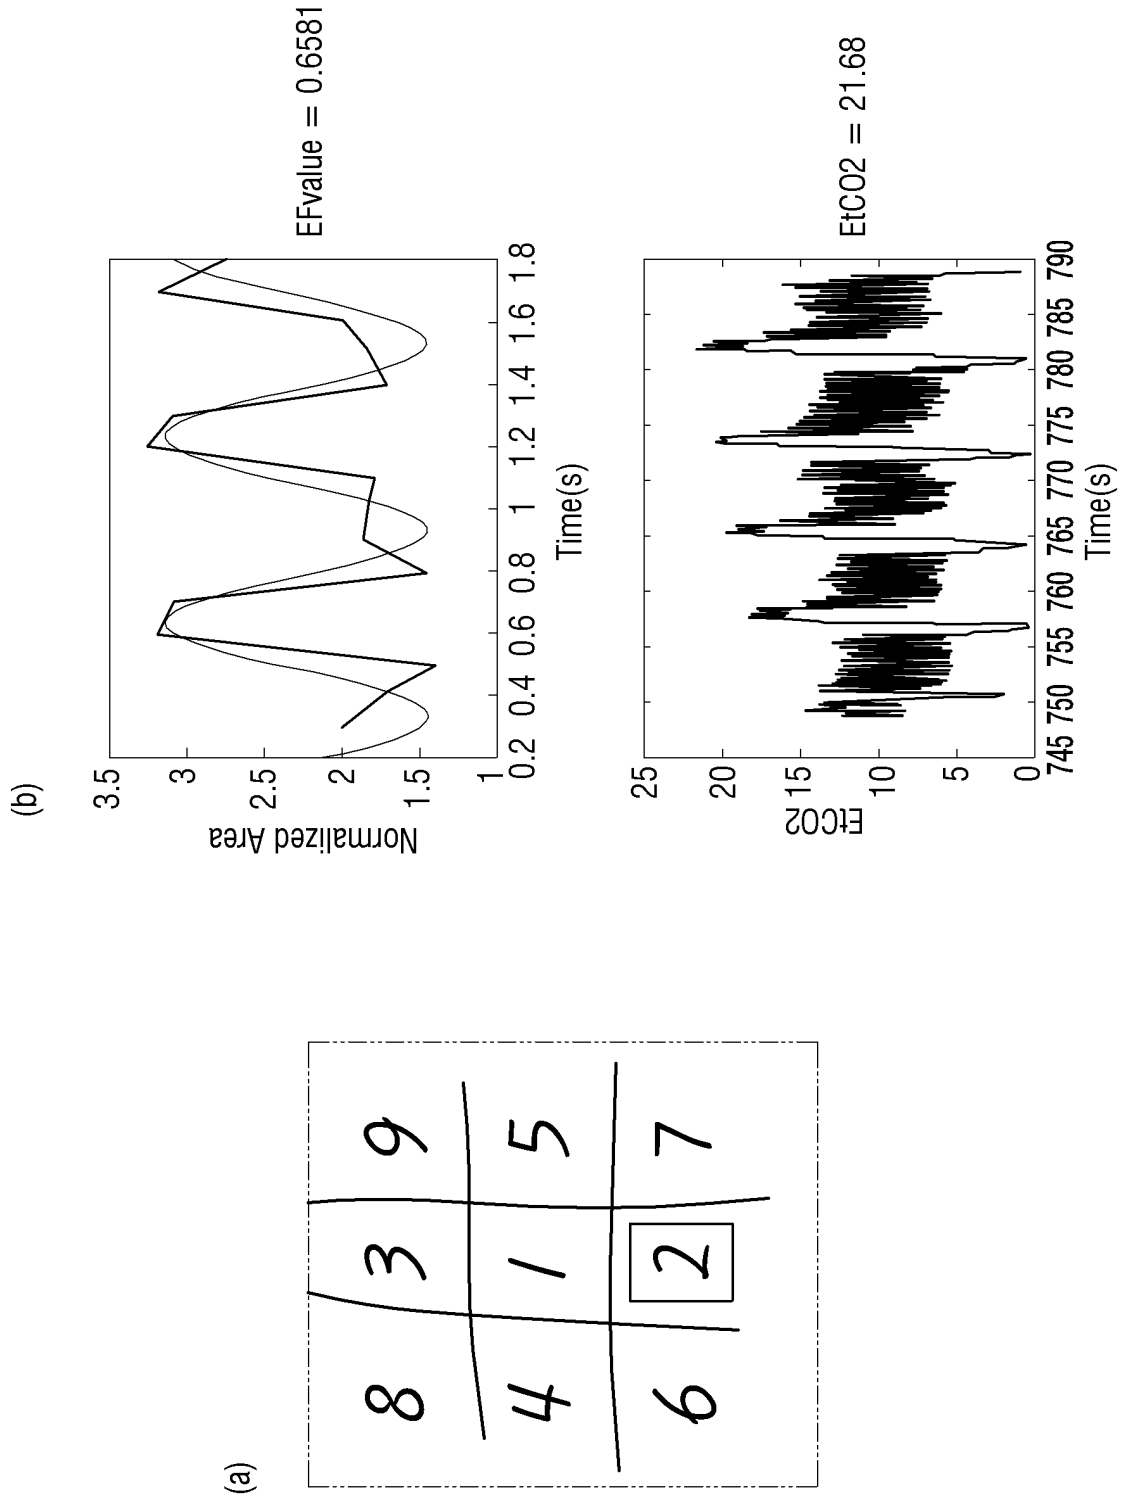 (a)
8 3 9
4 1 5
6 2 7
(b)
EFvalue = 0.6581
Normalized Area
3.5
3
2.5
2
1.5
1
0.2 0.4 0.6 0.8 1 1.2 1.4 1.6 1.8
Time(s)
EtCO2 = 21.68
EtCO2
25
20
15
10
5
0
745 750 755 760 765 770 775 780 785 790
Time(s)